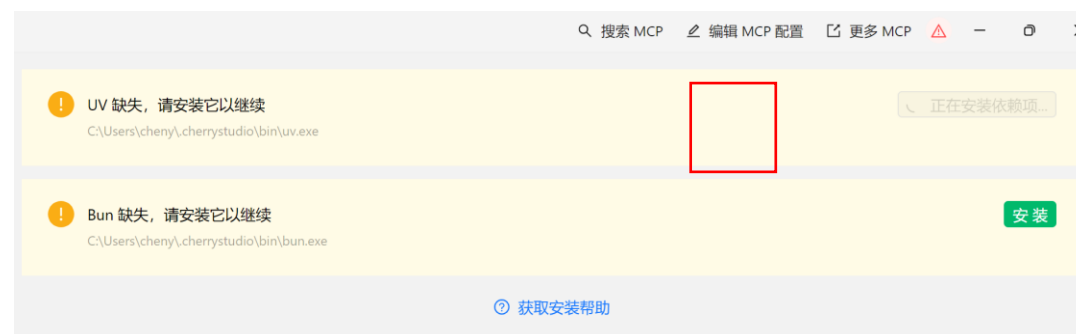 搜索 MCP 编辑 MCP 配置 更多 MCP
UV 缺失，请安装它以继续
正在安装依赖项...
C:\Users\cheny\.cherrystudio\bin\uv.exe
Bun 缺失，请安装它以继续
安装
C:\Users\cheny\.cherrystudio\bin\bun.exe
获取安装帮助